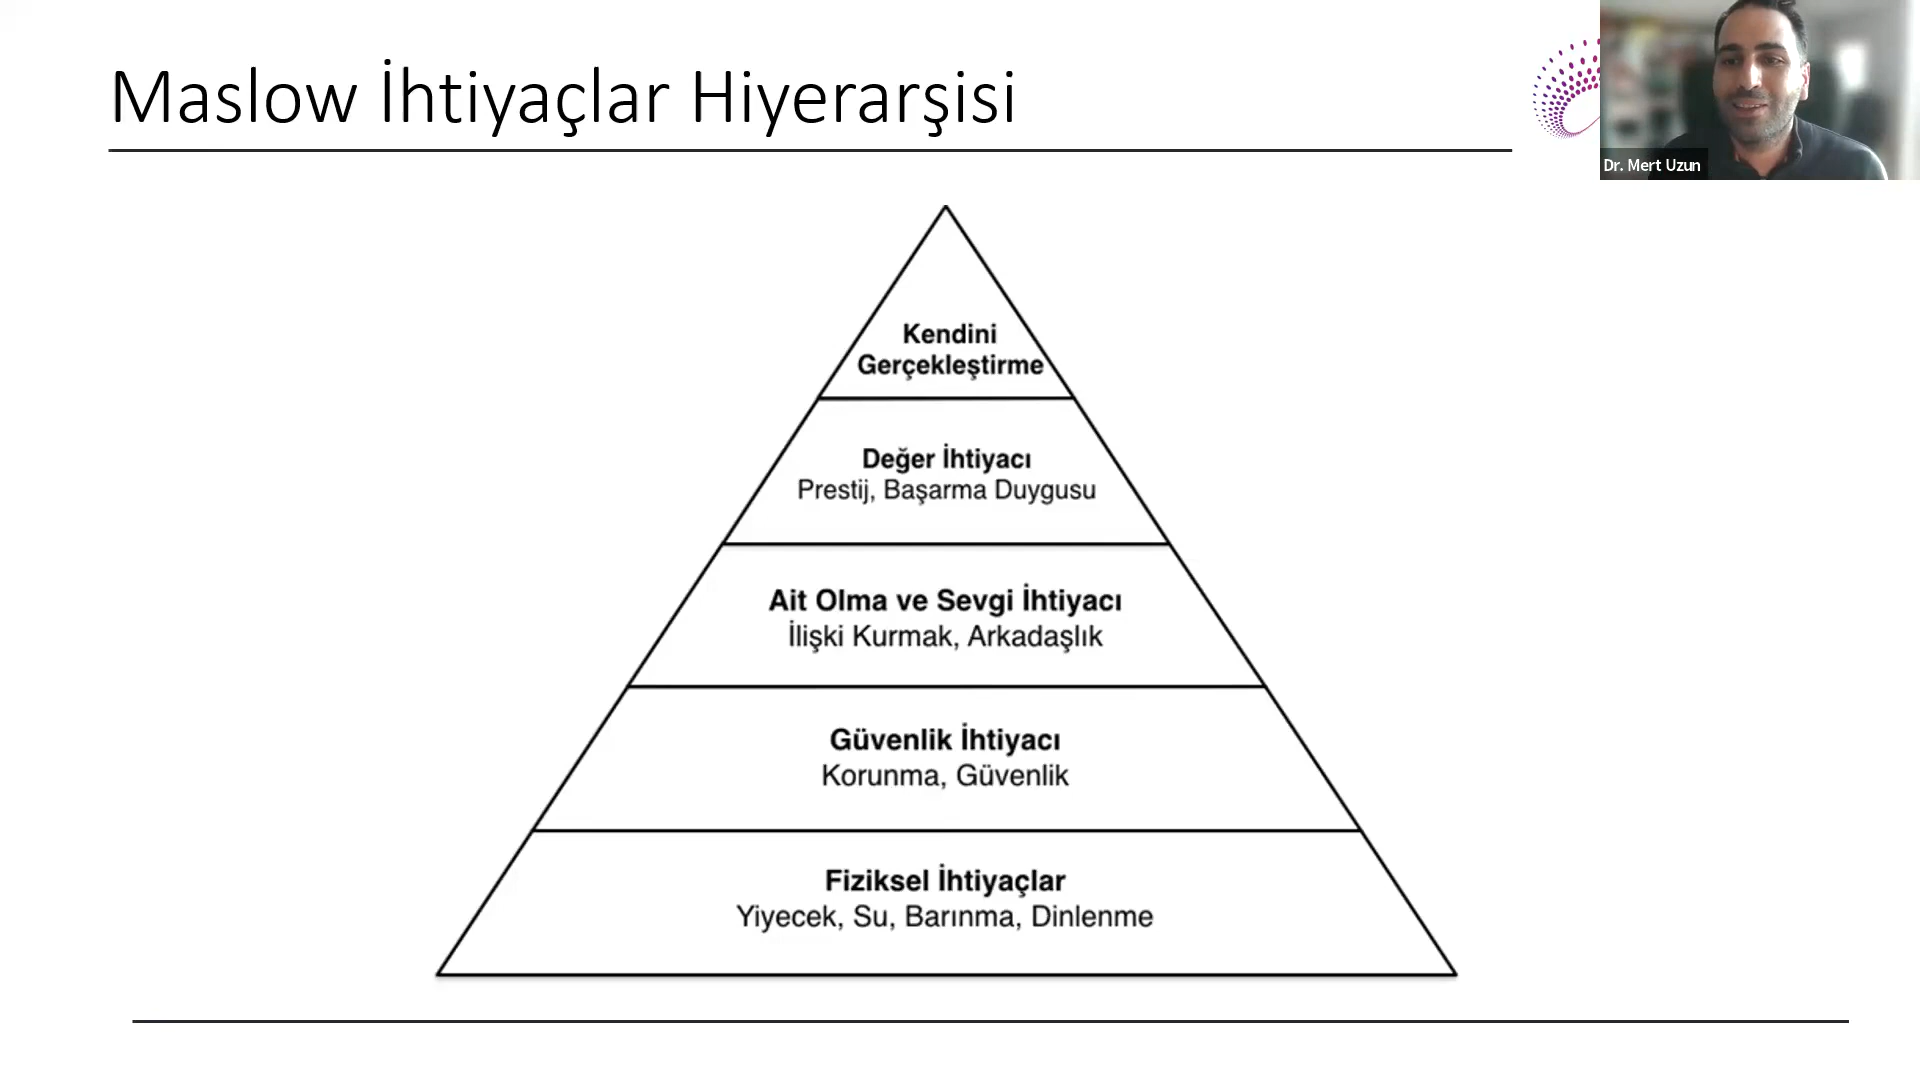 Maslow İhtiyaçlar Hiyerarşisi
Dr. Mert Uzun
Kendini
Gerçekleştirme
Değer İhtiyacı
Prestij, Başarma Duygusu
Ait Olma ve Sevgi İhtiyacı
İlişki Kurmak, Arkadaşlık
Güvenlik İhtiyacı
Korunma, Güvenlik
Fiziksel İhtiyaçlar
Yiyecek, Su, Barınma, Dinlenme